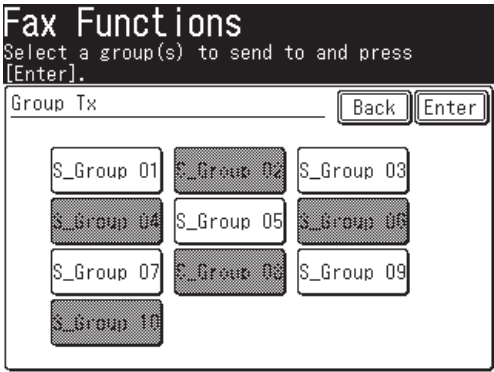 Fax Functions
Select a group(s) to send to and press
[Enter].
Group Tx Back Enter
S_Group 01 S_Group 02 S_Group 03
S_Group 04 S_Group 05 S_Group 06
S_Group 07 S_Group 08 S_Group 09
S_Group 10